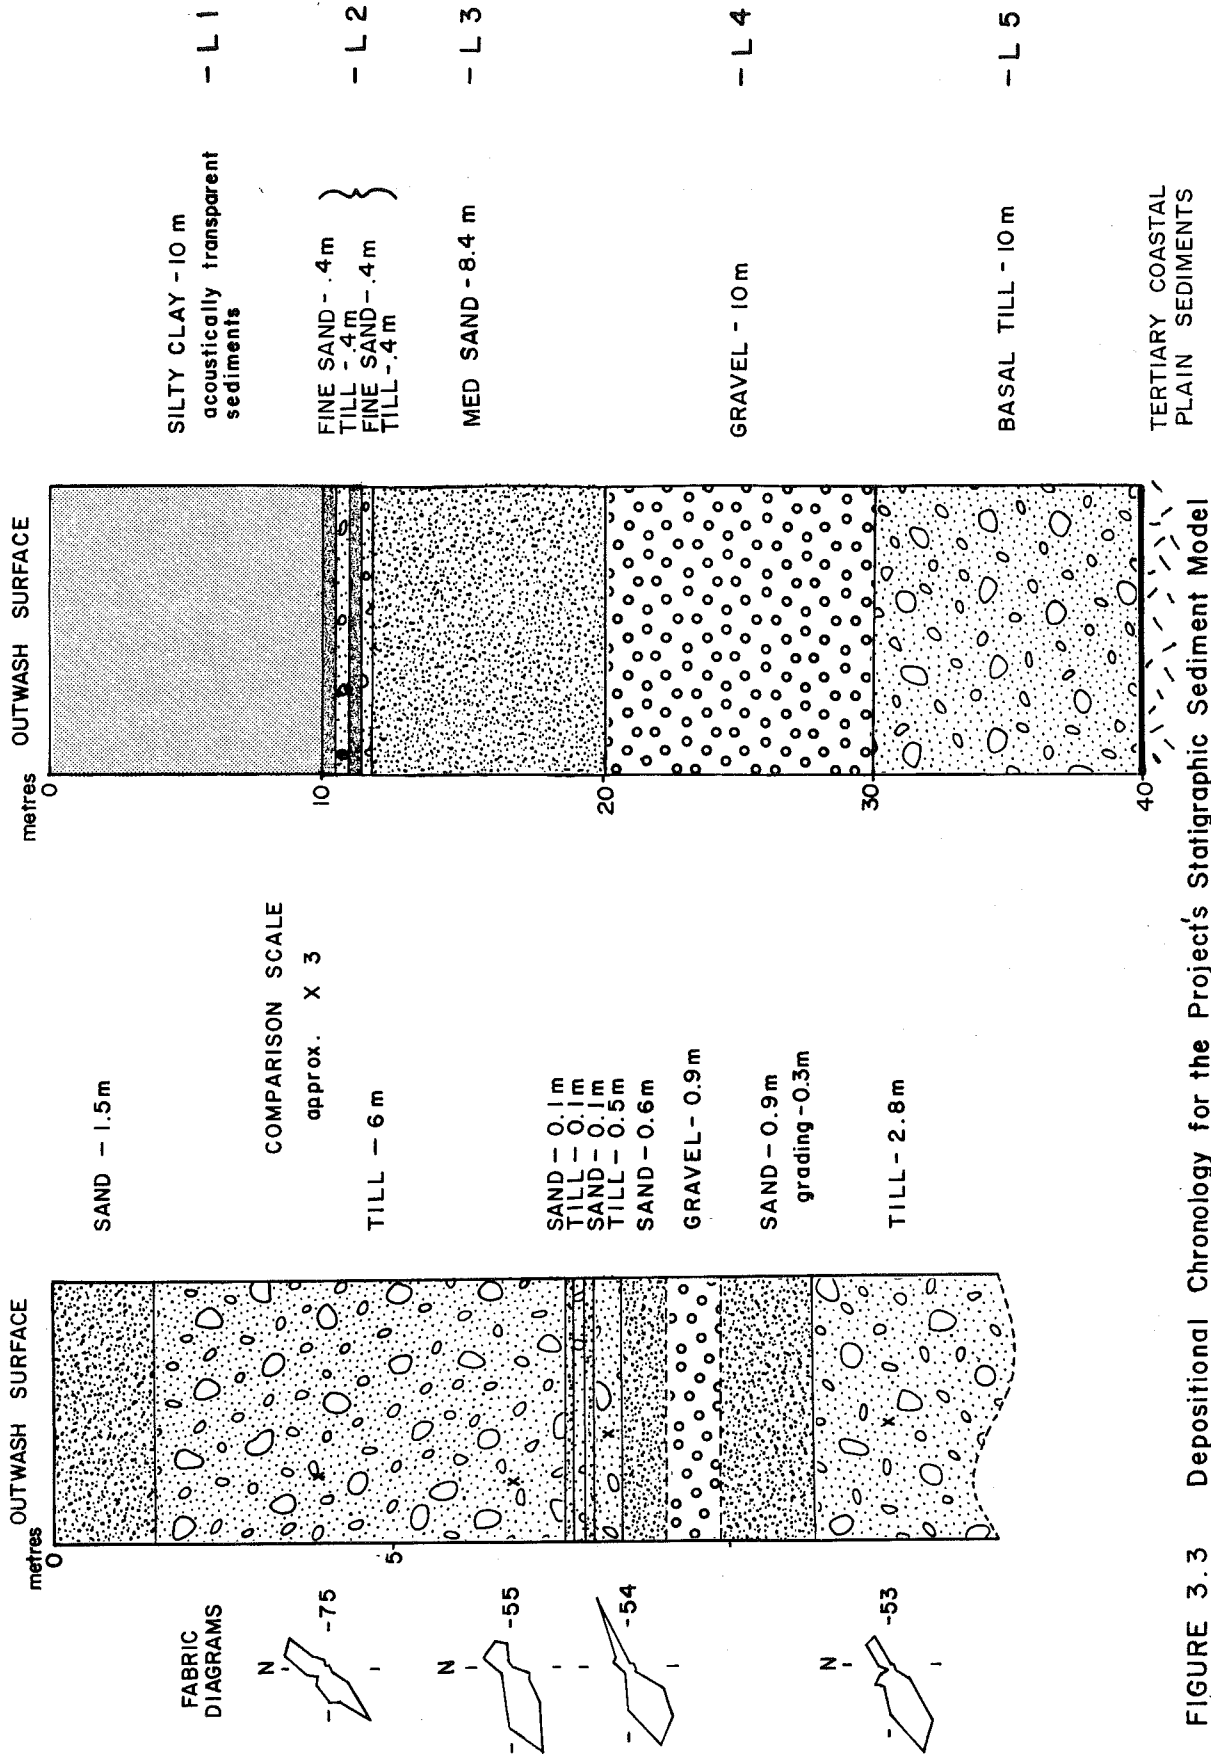 FABRIC
DIAGRAMS
N
-75
N
-55
-54
N
-53
OUTWASH SURFACE
metres
0
5
SAND - 1.5m
TILL - 6 m
SAND - 0.1m
TILL - 0.1m
SAND - 0.1m
TILL - 0.5m
SAND - 0.6m
GRAVEL - 0.9m
SAND - 0.9m
grading - 0.3m
TILL - 2.8m
COMPARISON SCALE
approx. X 3
OUTWASH SURFACE
metres
0
10
20
30
40
SILTY CLAY - 10 m
acoustically transparent
sediments
- L 1
FINE SAND - .4m
TILL - .4m
FINE SAND - .4m
TILL - .4m
- L 2
MED SAND - 8.4 m
- L 3
GRAVEL - 10m
- L 4
BASAL TILL - 10m
- L 5
TERTIARY COASTAL
PLAIN SEDIMENTS
FIGURE 3.3 Depositional Chronology for the Project's Statigraphic Sediment Model